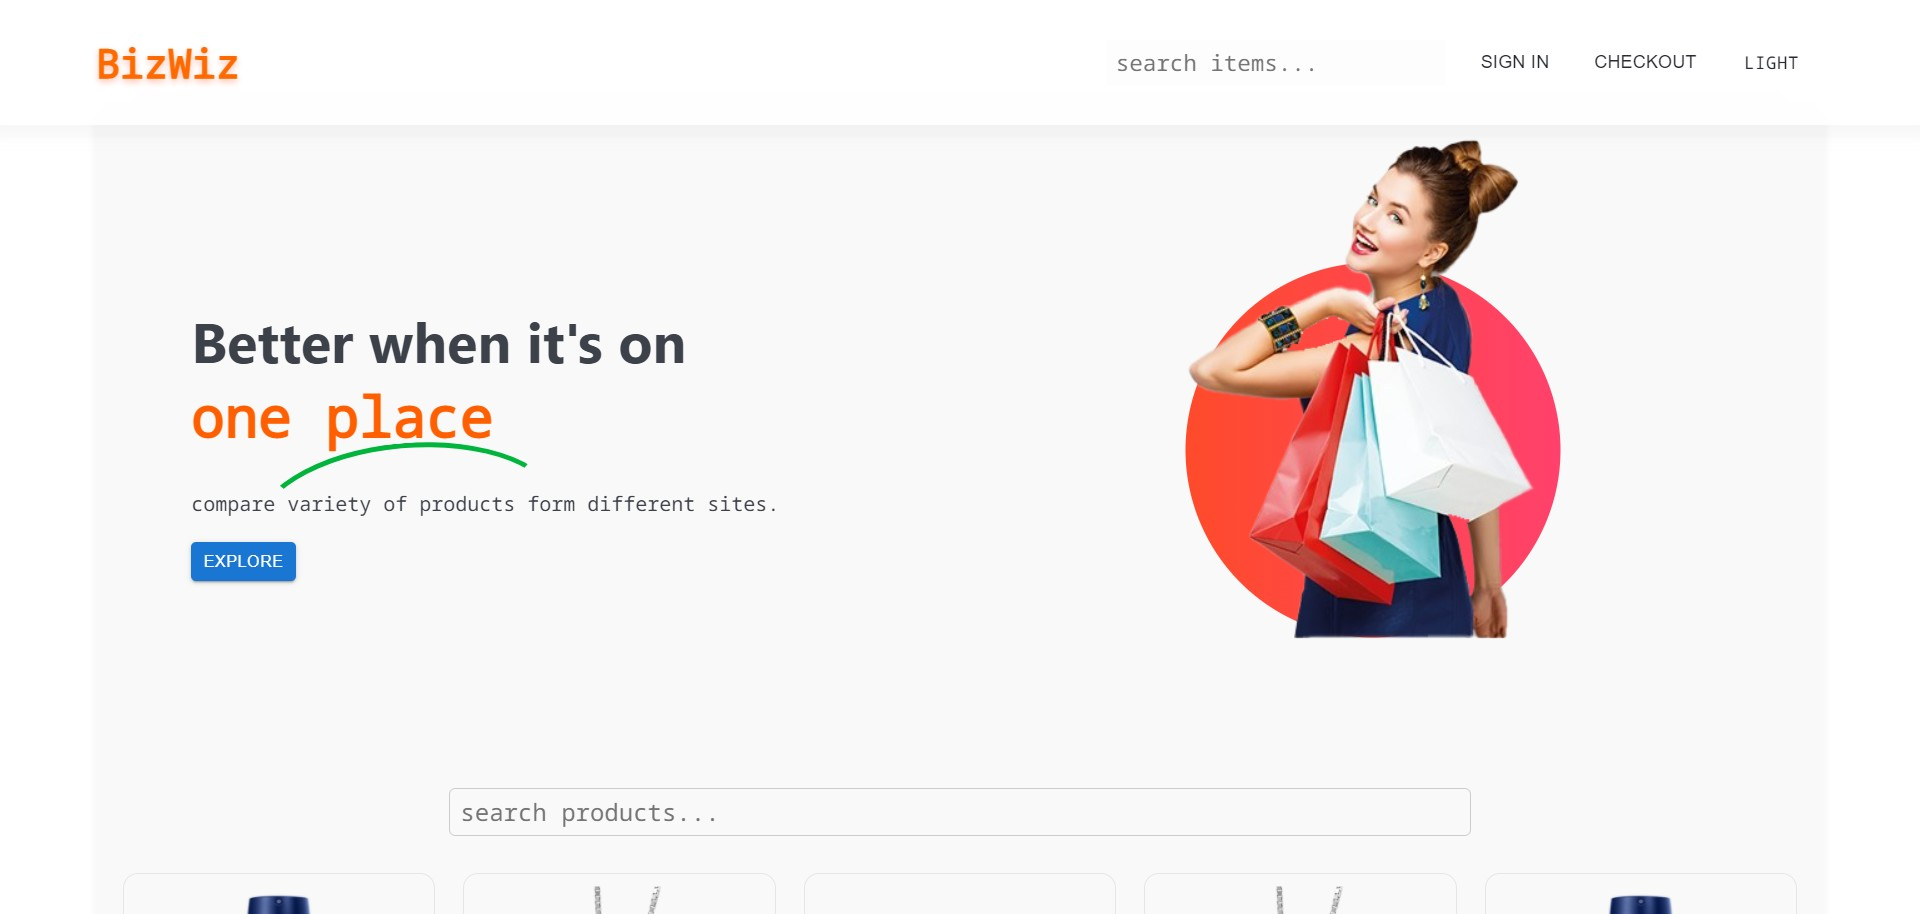 BizWiz
search items...
SIGN IN
CHECKOUT
LIGHT
Better when it's on
one place
compare variety of products form different sites.
EXPLORE
search products...